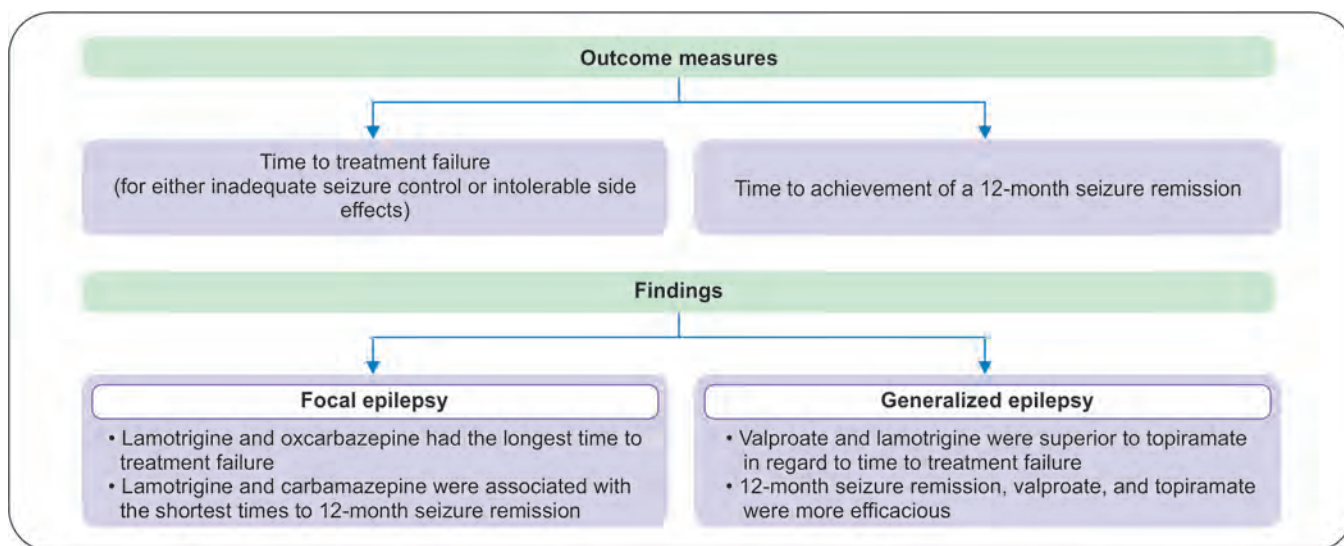 Outcome measures
Time to treatment failure
(for either inadequate seizure control or intolerable side
effects)
Time to achievement of a 12-month seizure remission
Findings
Focal epilepsy
• Lamotrigine and oxcarbazepine had the longest time to
treatment failure
• Lamotrigine and carbamazepine were associated with
the shortest times to 12-month seizure remission
Generalized epilepsy
• Valproate and lamotrigine were superior to topiramate
in regard to time to treatment failure
• 12-month seizure remission, valproate, and topiramate
were more efficacious